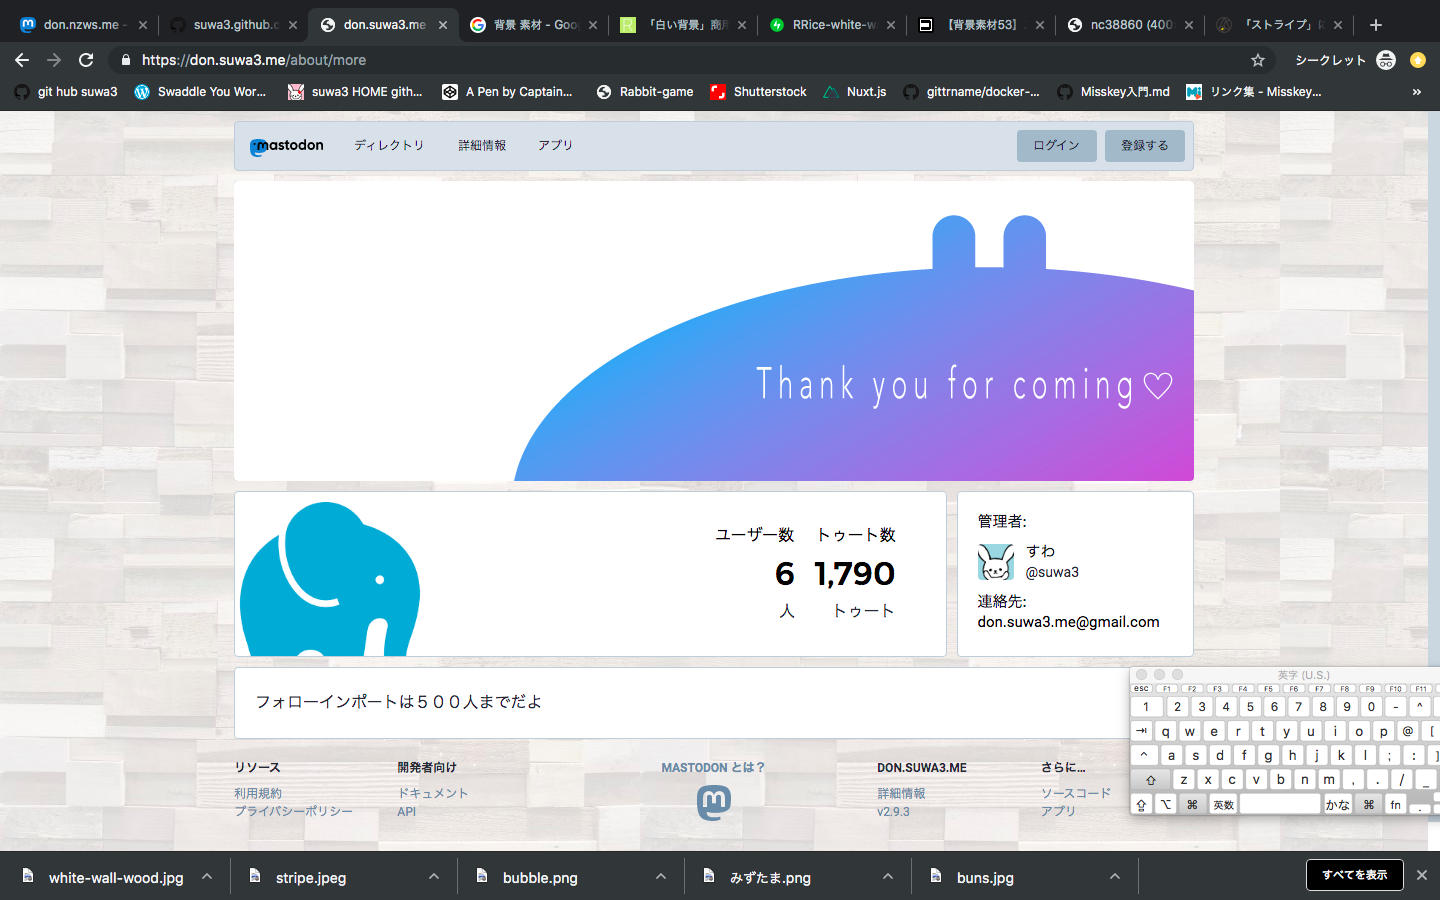 don.nzws.me -
suwa3.github.c
don.suwa3.me
背景 素材 - Goo
「白い背景」商用
RRice-white-w
【背景素材53】
nc38860 (400
「ストライプ」に
https://don.suwa3.me/about/more
シークレット
git hub suwa3
Swaddle You Wor...
suwa3 HOME gith...
A Pen by Captain...
Rabbit-game
Shutterstock
Nuxt.js
gittrname/docker-...
Misskey入門.md
リンク集 - Misskey...
»
mastodon
ディレクトリ
詳細情報
アプリ
ログイン
登録する
Thank you for coming♡
ユーザー数
トゥート数
6
1,790
人
トゥート
管理者:
すわ
@suwa3
連絡先:
don.suwa3.me@gmail.com
フォローインポートは５００人までだよ
英字 (U.S.)
esc F1 F2 F3 F4 F5 F6 F7 F8 F9 F10 F11
1 2 3 4 5 6 7 8 9 0 - ^
q w e r t y u i o p @ [
^ a s d f g h j k l ; : ]
z x c v b n m , . / _
⌥ ⌘ 英数 かな ⌘ fn .
リソース
利用規約
プライバシーポリシー
開発者向け
ドキュメント
API
MASTODON とは？
DON.SUWA3.ME
詳細情報
v2.9.3
さらに…
ソースコード
アプリ
white-wall-wood.jpg
stripe.jpeg
bubble.png
みずたま.png
buns.jpg
すべてを表示